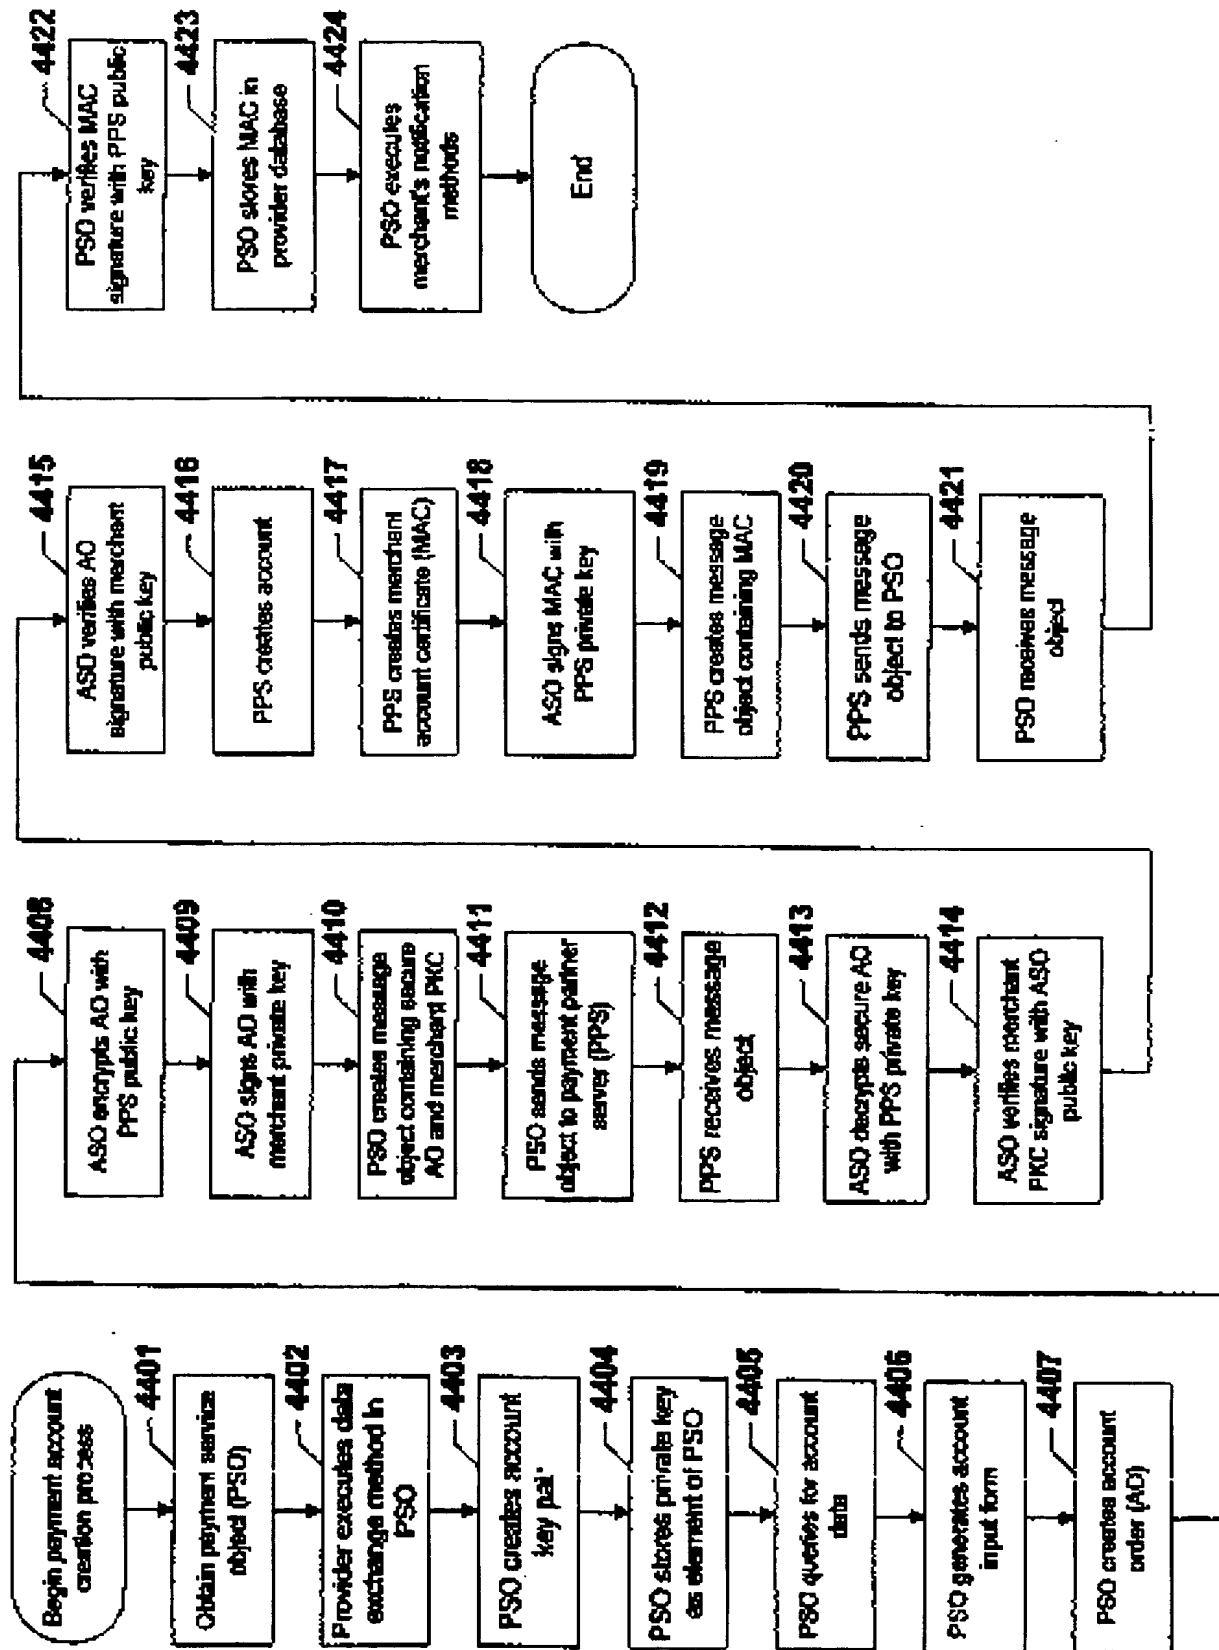 Begin payment account
creation process
4401
Obtain payment service
object (PSO)
4402
Provider executes data
exchange method in
PSO
4403
PSO creates account
key pair
4404
PSO stores private key
as element of PSO
4405
PSO queries for account
data
4406
PSO generates account
input form
4407
PSO creates account
order (AO)
4408
ASO encrypts AO with
PPS public key
4409
ASO signs AO with
merchant private key
4410
PSO creates message
object containing secure
AO and merchant PKC
4411
PSO sends message
object to payment partner
server (PPS)
4412
PPS receives message
object
4413
ASO decrypts secure AO
with PPS private key
4414
ASO verifies merchant
PKC signature with ASO
public key
4415
ASO verifies AO
signature with merchant
public key
4416
PPS creates account
4417
PPS creates merchant
account certificate (MAC)
4418
ASO signs MAC with
PPS private key
4419
PPS creates message
object containing MAC
4420
PPS sends message
object to PSO
4421
PSO receives message
object
4422
PSO verifies MAC
signature with PPS public
key
4423
PSO stores MAC in
provider database
4424
PSO executes
merchant's notification
methods
End